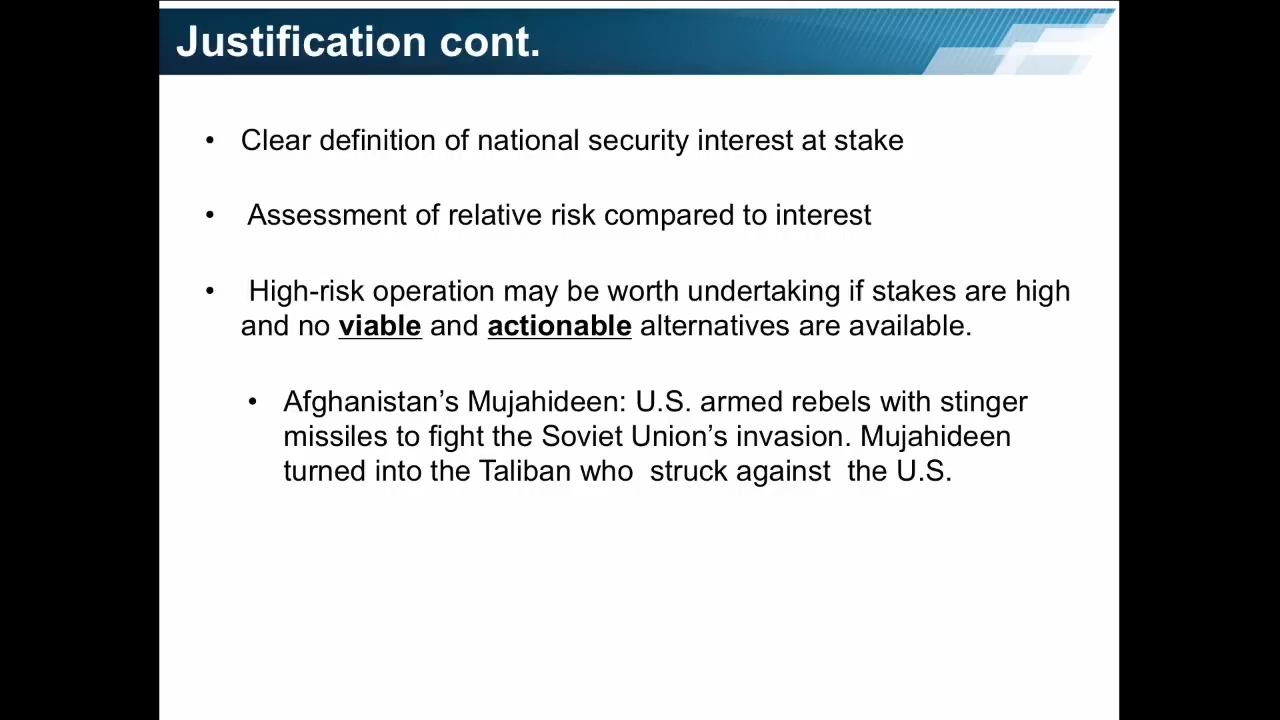 Justification cont.
• Clear definition of national security interest at stake
• Assessment of relative risk compared to interest
• High-risk operation may be worth undertaking if stakes are high
and no viable and actionable alternatives are available.
• Afghanistan’s Mujahideen: U.S. armed rebels with stinger
missiles to fight the Soviet Union’s invasion. Mujahideen
turned into the Taliban who  struck against  the U.S.